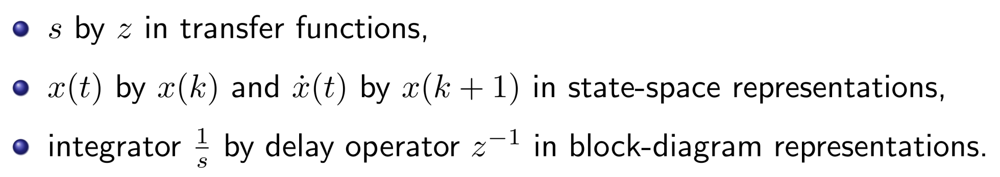 • s by z in transfer functions,
• x(t) by x(k) and ẋ(t) by x(k + 1) in state-space representations,
• integrator \frac{1}{s} by delay operator z^{-1} in block-diagram representations.